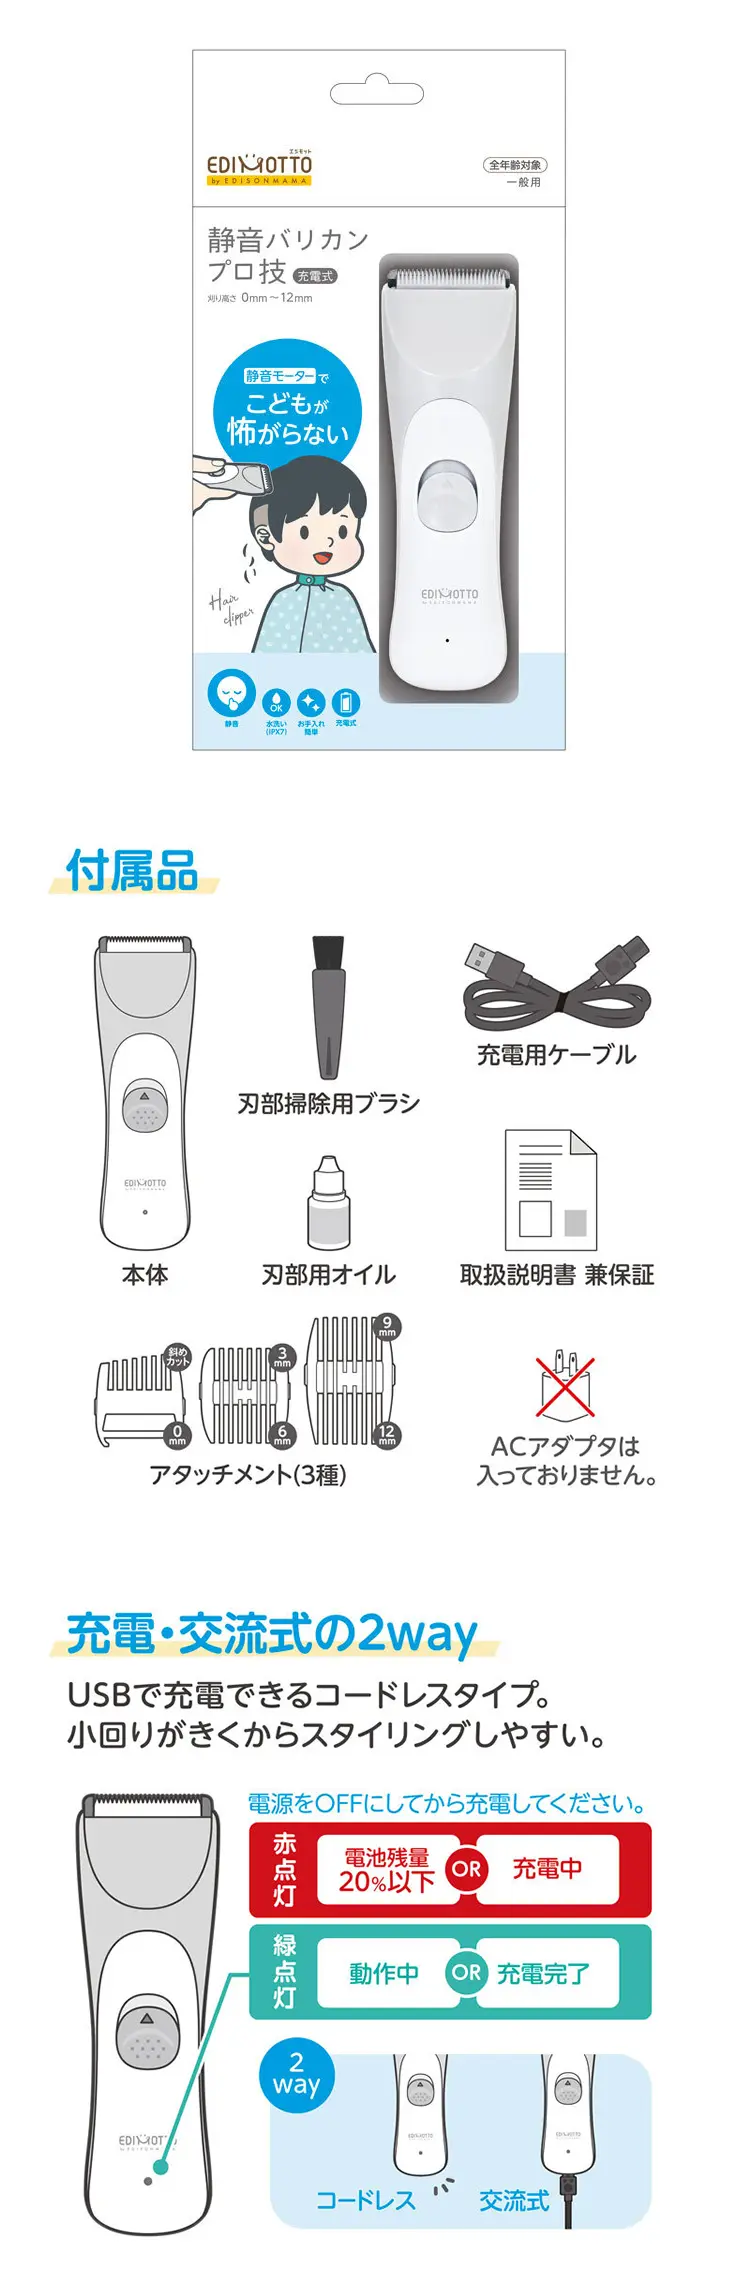 エジモット
EDIMOTTO
by EDISONMAMA
全年齢対象
一般用
静音バリカン
プロ技 充電式
刈り高さ 0mm～12mm
静音モーターで
こどもが
怖がらない
Hair
clipper
EDIMOTTO
by EDISONMAMA
静音
OK
水洗い
(IPX7)
お手入れ
簡単
充電式
付属品
充電用ケーブル
刃部掃除用ブラシ
EDIMOTTO
本体
刃部用オイル
取扱説明書 兼保証
斜め
カット
0
mm
3
mm
6
mm
9
mm
12
mm
アタッチメント(3種)
ACアダプタは
入っておりません。
充電・交流式の2way
USBで充電できるコードレスタイプ。
小回りがきくからスタイリングしやすい。
電源をOFFにしてから充電してください。
赤点灯
電池残量
20%以下
OR
充電中
緑点灯
動作中
OR
充電完了
EDIMOTTO
2
way
EDIMOTTO
EDIMOTTO
コードレス
交流式